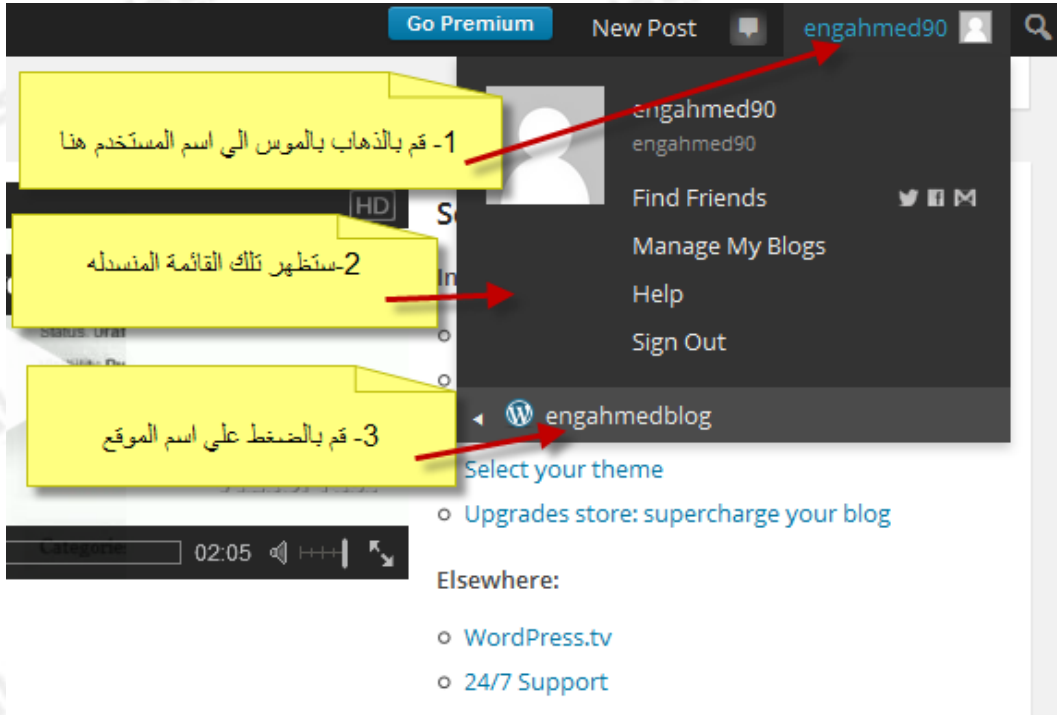 Go Premium
New Post
engahmed90
1- قم بالذهاب بالموس الي اسم المستخدم هنا
engahmed90
engahmed90
HD
Find Friends
2-ستظهر تلك القائمة المنسدله
Manage My Blogs
Help
Sign Out
3- قم بالضغط علي اسم الموقع
engahmedblog
Select your theme
Upgrades store: supercharge your blog
02:05
Elsewhere:
WordPress.tv
24/7 Support